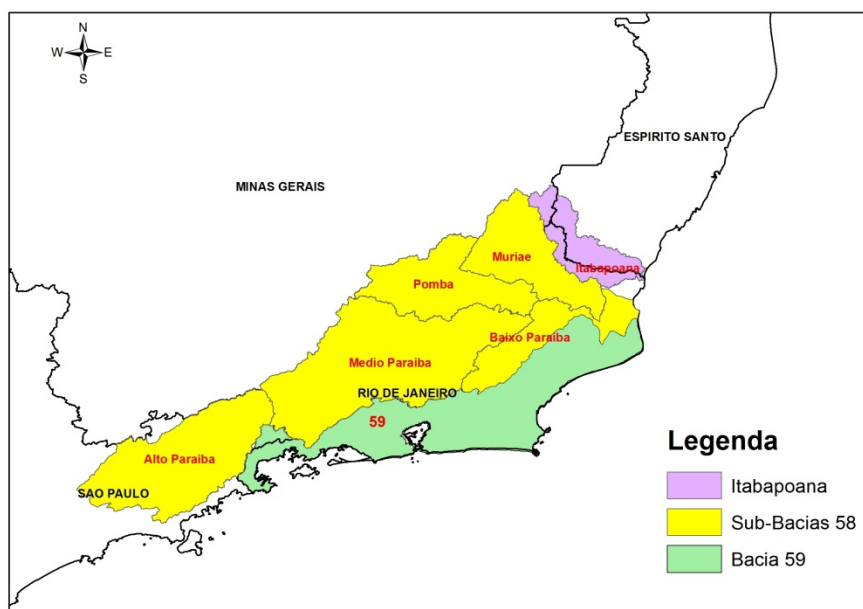 N
W E
S
ESPIRITO SANTO
MINAS GERAIS
Muriae
Itabapoana
Pomba
Baixo Paraiba
Medio Paraiba
RIO DE JANEIRO
59
Alto Paraiba
SAO PAULO
Legenda
Itabapoana
Sub-Bacias 58
Bacia 59